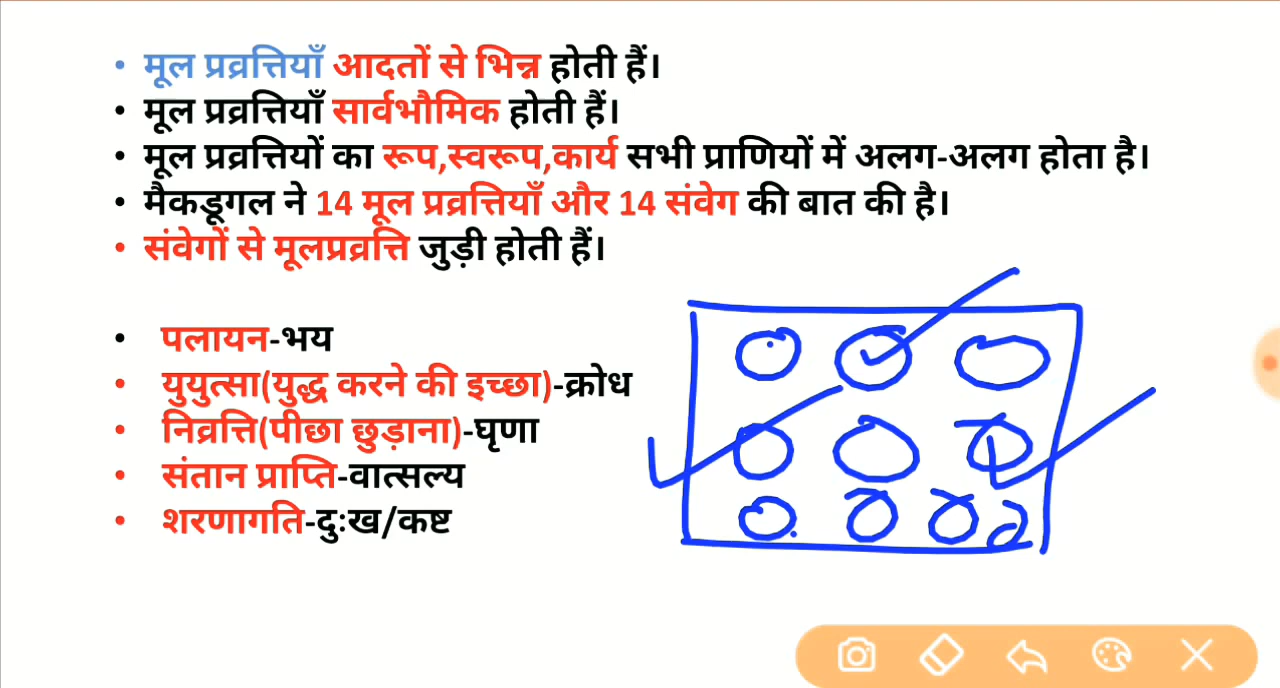 • मूल प्रव्रत्तियाँ आदतों से भिन्न होती हैं।
• मूल प्रव्रत्तियाँ सार्वभौमिक होती हैं।
• मूल प्रव्रत्तियों का रूप,स्वरूप,कार्य सभी प्राणियों में अलग-अलग होता है।
• मैकडूगल ने 14 मूल प्रव्रत्तियाँ और 14 संवेग की बात की है।
• संवेगों से मूलप्रव्रत्ति जुड़ी होती हैं।
• पलायन-भय
• युयुत्सा(युद्ध करने की इच्छा)-क्रोध
• निव्रत्ति(पीछा छुड़ाना)-घृणा
• संतान प्राप्ति-वात्सल्य
• शरणागति-दुःख/कष्ट